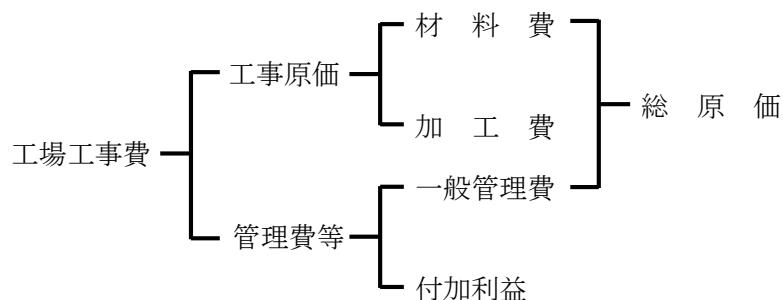 材料費
工事原価
総原価
加工費
工場工事費
一般管理費
管理費等
付加利益